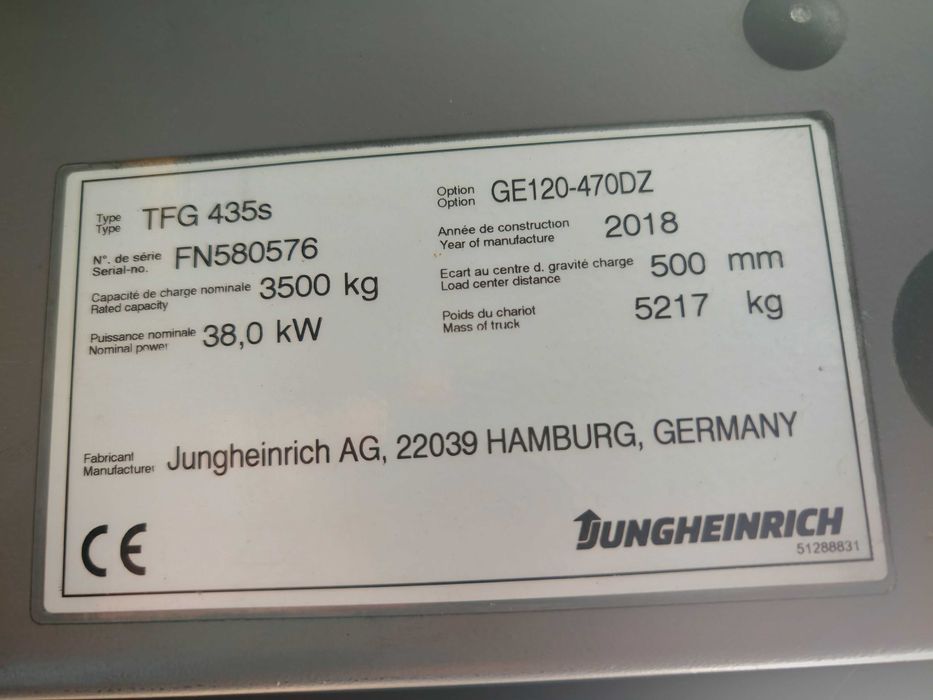 Type
Type TFG 435s
Option
Option GE120-470DZ
N°. de série
Serial-no. FN580576
Année de construction
Year of manufacture 2018
Capacité de charge nominale
Rated capacity 3500 kg
Ecart au centre d. gravité charge
Load center distance 500 mm
Puissance nominale
Nominal power 38,0 kW
Poids du chariot
Mass of truck 5217 kg
Fabricant
Manufacturer Jungheinrich AG, 22039 HAMBURG, GERMANY
CE
JUNGHEINRICH
51288831